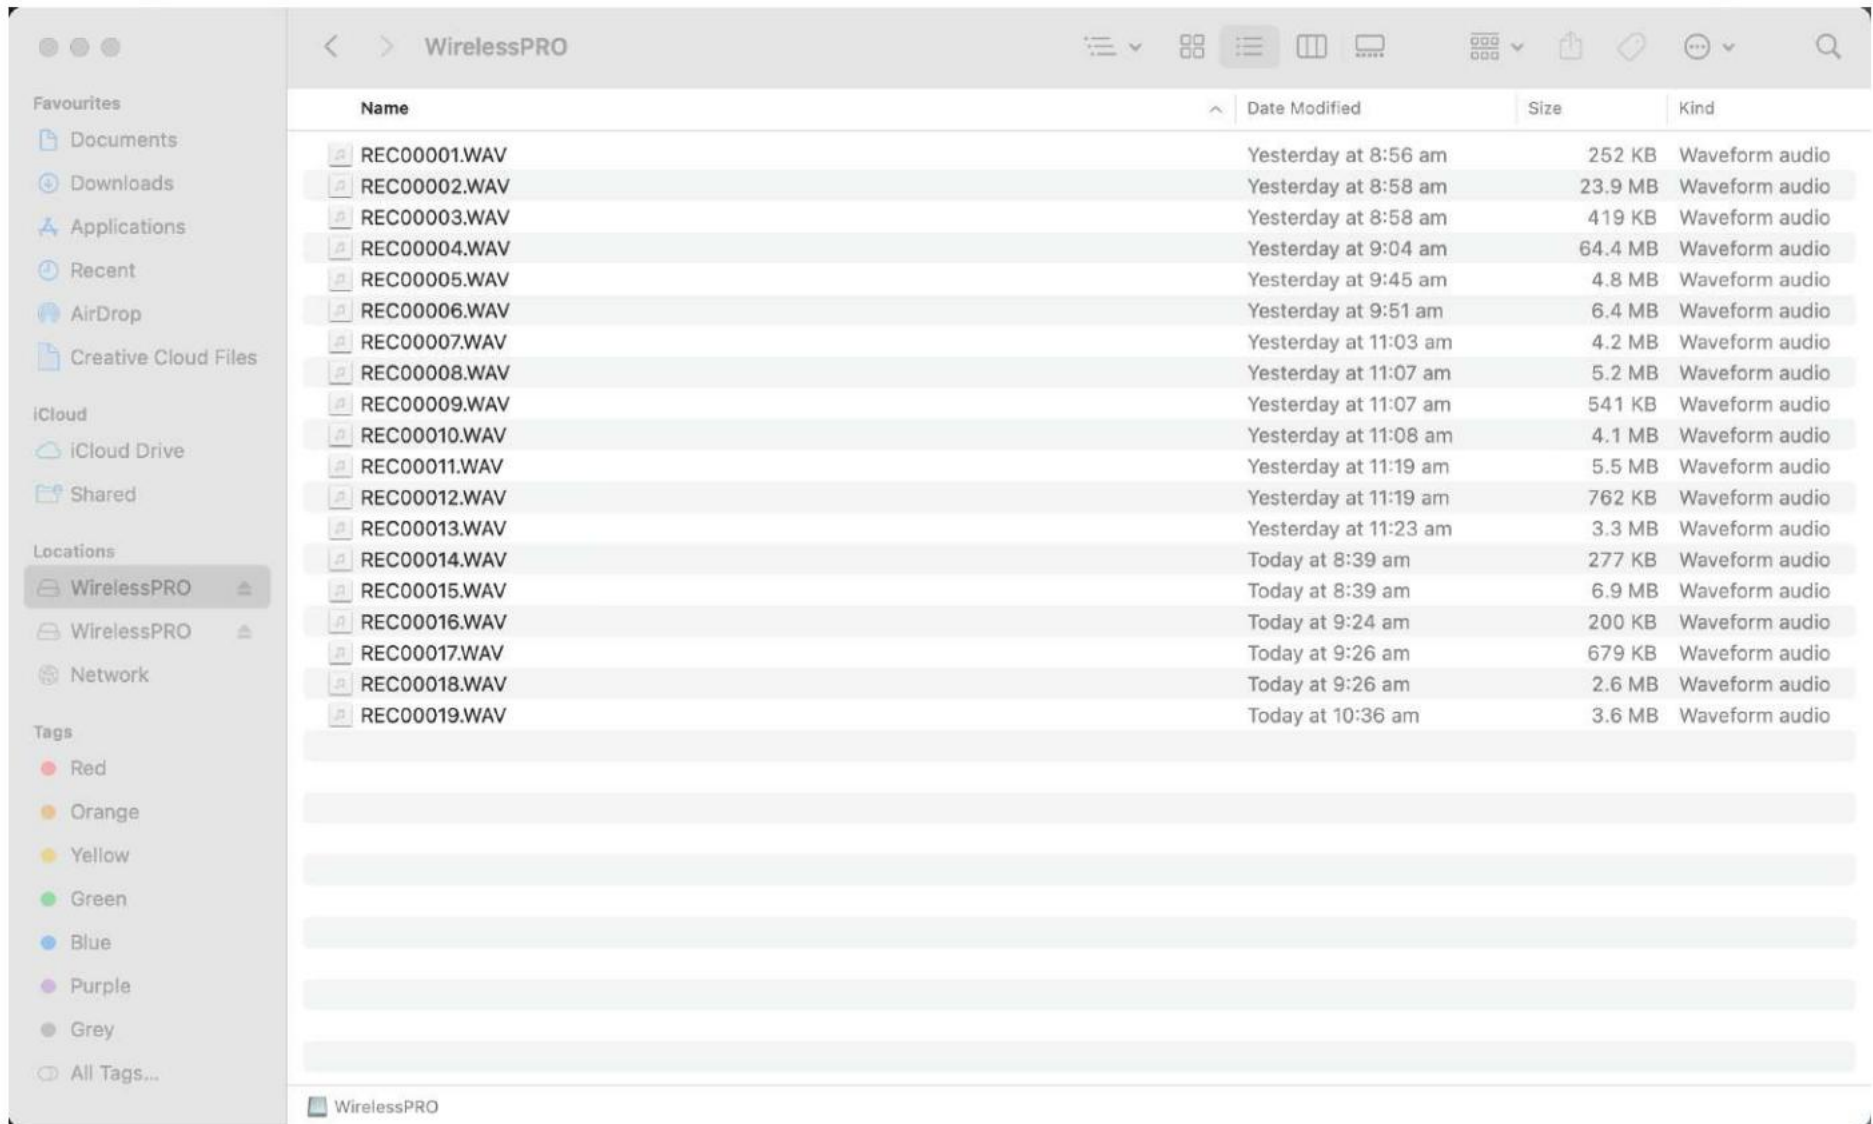 WirelessPRO
Favourites
Documents
Downloads
Applications
Recent
AirDrop
Creative Cloud Files
iCloud
iCloud Drive
Shared
Locations
WirelessPRO
WirelessPRO
Network
Tags
Red
Orange
Yellow
Green
Blue
Purple
Grey
All Tags...
Name Date Modified Size Kind
REC00001.WAV Yesterday at 8:56 am 252 KB Waveform audio
REC00002.WAV Yesterday at 8:58 am 23.9 MB Waveform audio
REC00003.WAV Yesterday at 8:58 am 419 KB Waveform audio
REC00004.WAV Yesterday at 9:04 am 64.4 MB Waveform audio
REC00005.WAV Yesterday at 9:45 am 4.8 MB Waveform audio
REC00006.WAV Yesterday at 9:51 am 6.4 MB Waveform audio
REC00007.WAV Yesterday at 11:03 am 4.2 MB Waveform audio
REC00008.WAV Yesterday at 11:07 am 5.2 MB Waveform audio
REC00009.WAV Yesterday at 11:07 am 541 KB Waveform audio
REC00010.WAV Yesterday at 11:08 am 4.1 MB Waveform audio
REC00011.WAV Yesterday at 11:19 am 5.5 MB Waveform audio
REC00012.WAV Yesterday at 11:19 am 762 KB Waveform audio
REC00013.WAV Yesterday at 11:23 am 3.3 MB Waveform audio
REC00014.WAV Today at 8:39 am 277 KB Waveform audio
REC00015.WAV Today at 8:39 am 6.9 MB Waveform audio
REC00016.WAV Today at 9:24 am 200 KB Waveform audio
REC00017.WAV Today at 9:26 am 679 KB Waveform audio
REC00018.WAV Today at 9:26 am 2.6 MB Waveform audio
REC00019.WAV Today at 10:36 am 3.6 MB Waveform audio
WirelessPRO